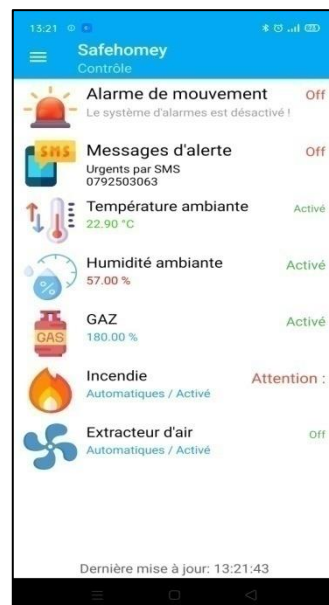 13:21
Safehomey
Contrôle
Alarme de mouvement Off
Le système d'alarmes est désactivé !
SMS
Messages d'alerte Off
Urgents par SMS
0792503063
Température ambiante Activé
22.90 °C
Humidité ambiante Activé
%
57.00 %
GAZ Activé
GAS
180.00 %
Incendie Attention :
Automatiques / Activé
Extracteur d'air Off
Automatiques / Activé
Dernière mise à jour: 13:21:43